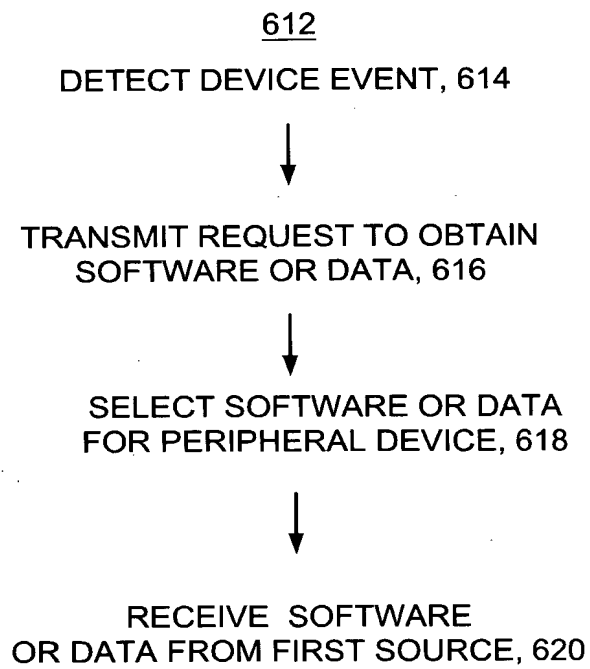 612
DETECT DEVICE EVENT, 614
TRANSMIT REQUEST TO OBTAIN
SOFTWARE OR DATA, 616
SELECT SOFTWARE OR DATA
FOR PERIPHERAL DEVICE, 618
RECEIVE SOFTWARE
OR DATA FROM FIRST SOURCE, 620